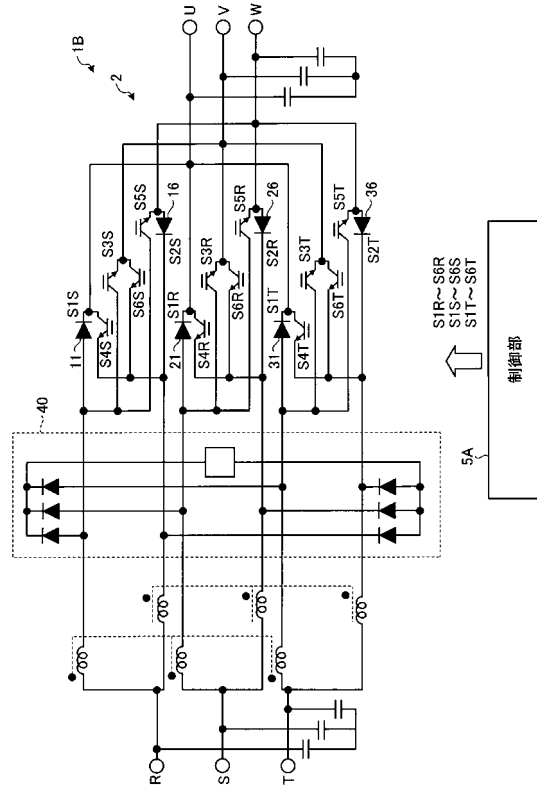 1B
2
U
V
W
40
S1S
S3S
S5S
11
S4S
S6S
S2S
16
S1R
S3R
S5R
21
S4R
S6R
S2R
26
S1T
S3T
S5T
31
S4T
S6T
S2T
36
R
S
T
S1R～S6R
S1S～S6S
S1T～S6T
5A
制御部